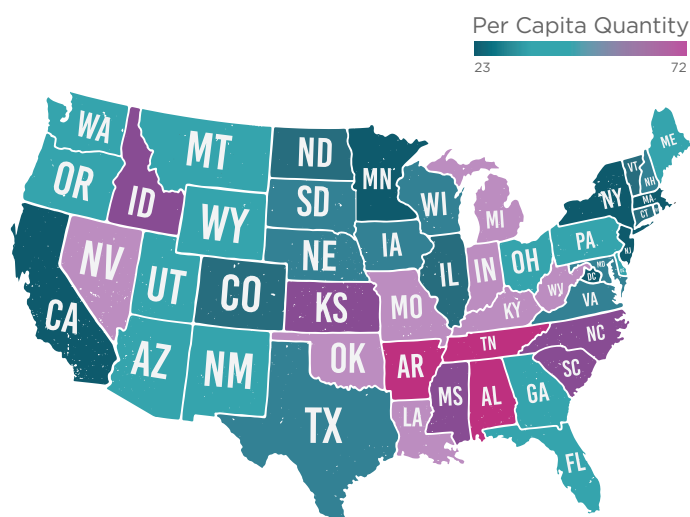 Per Capita Quantity
23 72
WA
MT
ND
MN
ME
VT
NH
OR
ID
SD
WI
NY
MA
CT
MI
WY
NE
IA
PA
NJ
NV
UT
CO
IL
IN
OH
MD
DC
WV
VA
CA
KS
MO
KY
NC
AZ
NM
OK
AR
TN
SC
MS
AL
GA
LA
TX
FL